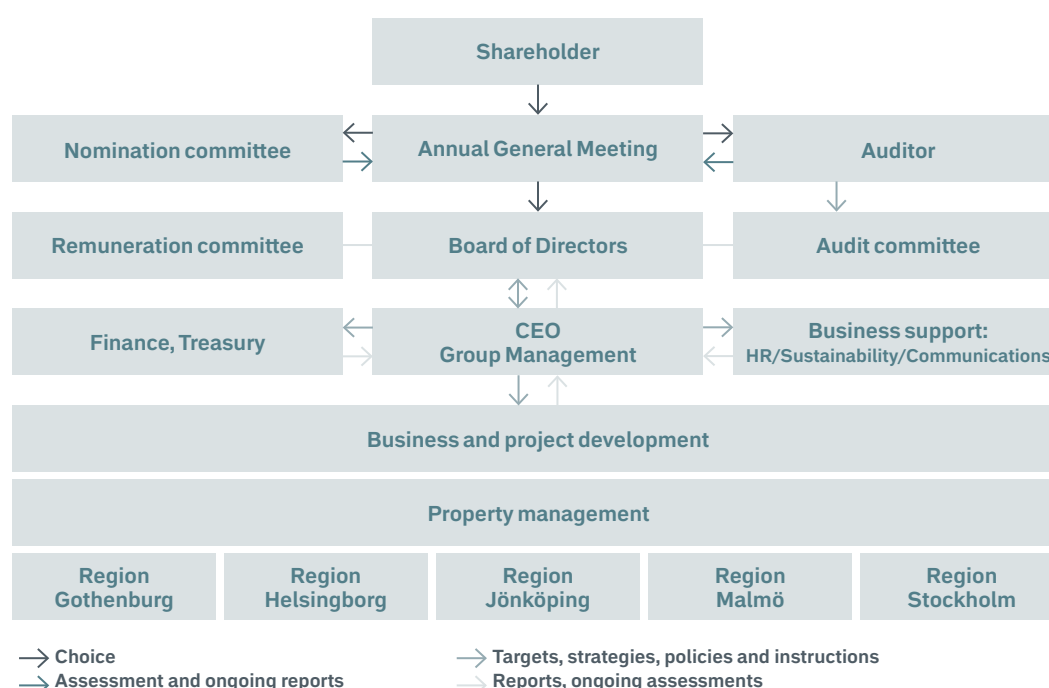 Shareholder
Nomination committee
Annual General Meeting
Auditor
Remuneration committee
Board of Directors
Audit committee
Finance, Treasury
CEO
Group Management
Business support:
HR/Sustainability/Communications
Business and project development
Property management
Region
Gothenburg
Region
Helsingborg
Region
Jönköping
Region
Malmö
Region
Stockholm
Choice
Assessment and ongoing reports
Targets, strategies, policies and instructions
Reports, ongoing assessments